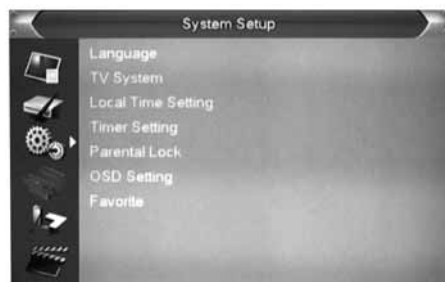 System Setup
Language
TV System
Local Time Setting
Timer Setting
Parental Lock
OSD Setting
Favorite